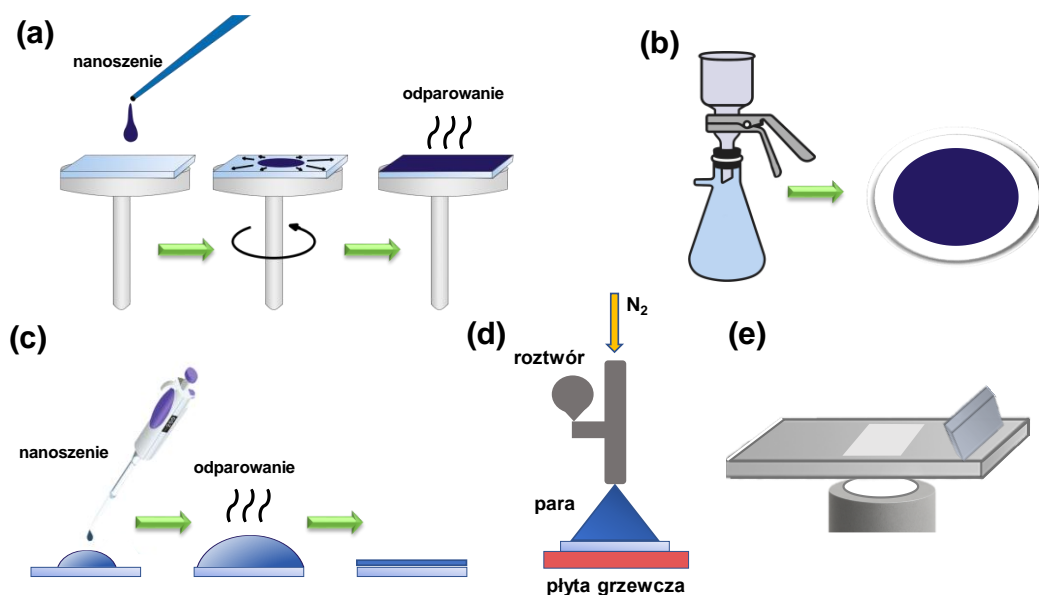 (a)
nanoszenie
odparowanie
(b)
(c)
nanoszenie
odparowanie
(d)
N₂
roztwór
para
płyta grzewcza
(e)